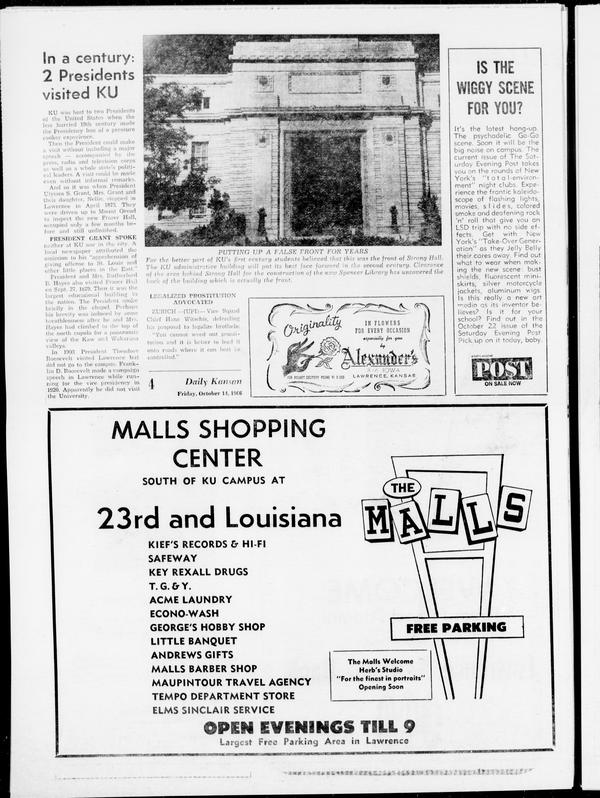 In a century:
2 Presidents
visited KU
KU was host to two Presidents
of the United States when the
less hurried 19th century made
the Presidency less of a pressure
cooker experience.
Then the President could make
a visit without including a major
speech — accompanied by the
press, radio and television corps
as well as a whole state's politi-
cal leaders. A visit could be made
even without informal remarks.
And so it was when President
Ulysses S. Grant, Mrs. Grant and
their daughter, Nellie, stopped in
Lawrence in April 1873. They
were driven up to Mount Oread
to inspect the new Fraser Hall,
occupied only a few months be-
fore and still unfinished.
PRESIDENT GRANT SPOKE
neither at KU nor in the city. A
local newspaper attributed the
omission to his "apprehension of
giving offense to St. Louis and
other little places in the East."
President and Mrs. Rutherford
B. Hayes also visited Fraser Hall
on Sept. 27, 1879. Then it was the
largest educational building in
the nation. The President spoke
briefly in the chapel. Perhaps
his brevity was induced by some
breathlessness after he and Mrs.
Hayes had climbed to the top of
the north cupola for a panoramic
view of the Kaw and Wakarusa
valleys.
In 1903 President Theodore
Roosevelt visited Lawrence but
did not go to the campus. Frank-
lin D. Roosevelt made a campaign
speech in Lawrence while run-
ning for the vice presidency in
1920. Apparently he did not visit
the University.
PUTTING UP A FALSE FRONT FOR YEARS
For the better part of KU's first century students believed that this was the front of Strong Hall.
The KU administration building will put its best face forward in the second century. Clearance
of the area behind Strong Hall for the construction of the new Spencer Library has uncovered the
back of the building which is actually the front.
LEGALIZED PROSTITUTION
ADVOCATED
ZURICH —(UPI)— Vice Squad
Chief Hans Witschi, defending
his proposal to legalize brothels:
"You cannot weed out prosti-
tution and it is better to lead it
onto roads where it can best be
controlled."
4 Daily Kansan
Friday, October 14, 1966
Originality
IN FLOWERS
FOR EVERY OCCASION
especially for you
by
Alexander's
IOWA
LAWRENCE, KANSAS
IS THE
WIGGY SCENE
FOR YOU?
It's the latest hang-up.
The psychadelic Go-Go
scene. Soon it will be the
big noise on campus. The
current issue of The Sat-
urday Evening Post takes
you on the rounds of New
York's "total-environ-
ment" night clubs. Expe-
rience the frantic kaleido-
scope of flashing lights,
movies, slides, colored
smoke and deafening rock
'n' roll that give you an
LSD trip with no side ef-
fects. Get with New
York's "Take-Over Gener-
ation" as they Jelly Belly
their cares away. Find out
what to wear when mak-
ing the new scene: bust
shields, fluorescent mini-
skirts, silver motorcycle
jackets, aluminum wigs.
Is this really a new art
media as its inventor be-
lieves? Is it for your
school? Find out in the
October 22 issue of the
Saturday Evening Post.
Pick up on it today, baby.
POST
ON SALE NOW
MALLS SHOPPING
CENTER
SOUTH OF KU CAMPUS AT
23rd and Louisiana
KIEF'S RECORDS & HI-FI
SAFEWAY
KEY REXALL DRUGS
T. G. & Y.
ACME LAUNDRY
ECONO-WASH
GEORGE'S HOBBY SHOP
LITTLE BANQUET
ANDREWS GIFTS
MALLS BARBER SHOP
MAUPINTOUR TRAVEL AGENCY
TEMPO DEPARTMENT STORE
ELMS SINCLAIR SERVICE
THE
MALLS
FREE PARKING
The Malls Welcome
Herb's Studio
"For the finest in portraits"
Opening Soon
OPEN EVENINGS TILL 9
Largest Free Parking Area in Lawrence